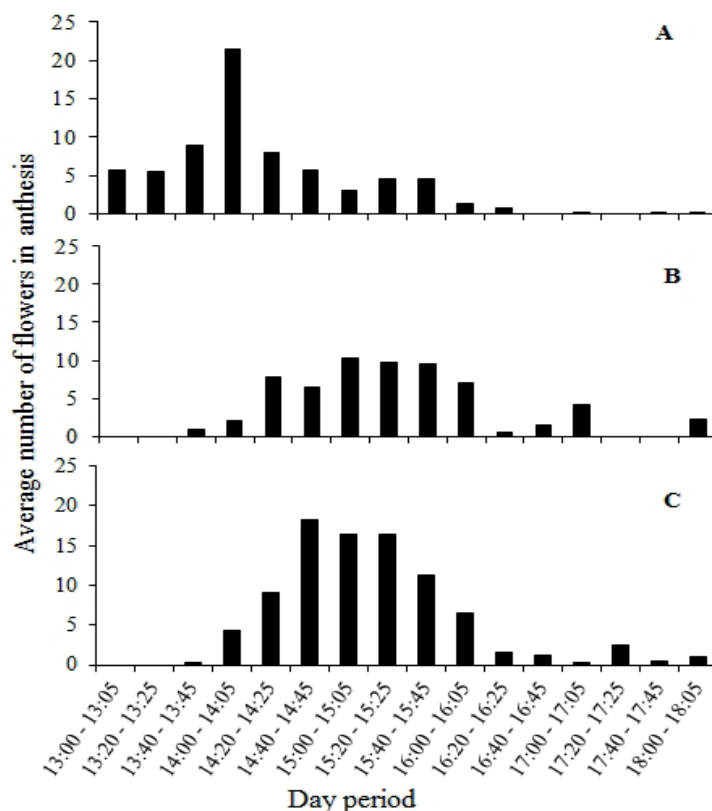 Average number of flowers in anthesis
25
20
15
10
5
0
A
25
20
15
10
5
0
B
25
20
15
10
5
0
C
13:00 - 13:05
13:20 - 13:25
13:40 - 13:45
14:00 - 14:05
14:20 - 14:25
14:40 - 14:45
15:00 - 15:05
15:20 - 15:25
15:40 - 15:45
16:00 - 16:05
16:20 - 16:25
16:40 - 16:45
17:00 - 17:05
17:20 - 17:25
17:40 - 17:45
18:00 - 18:05
Day period